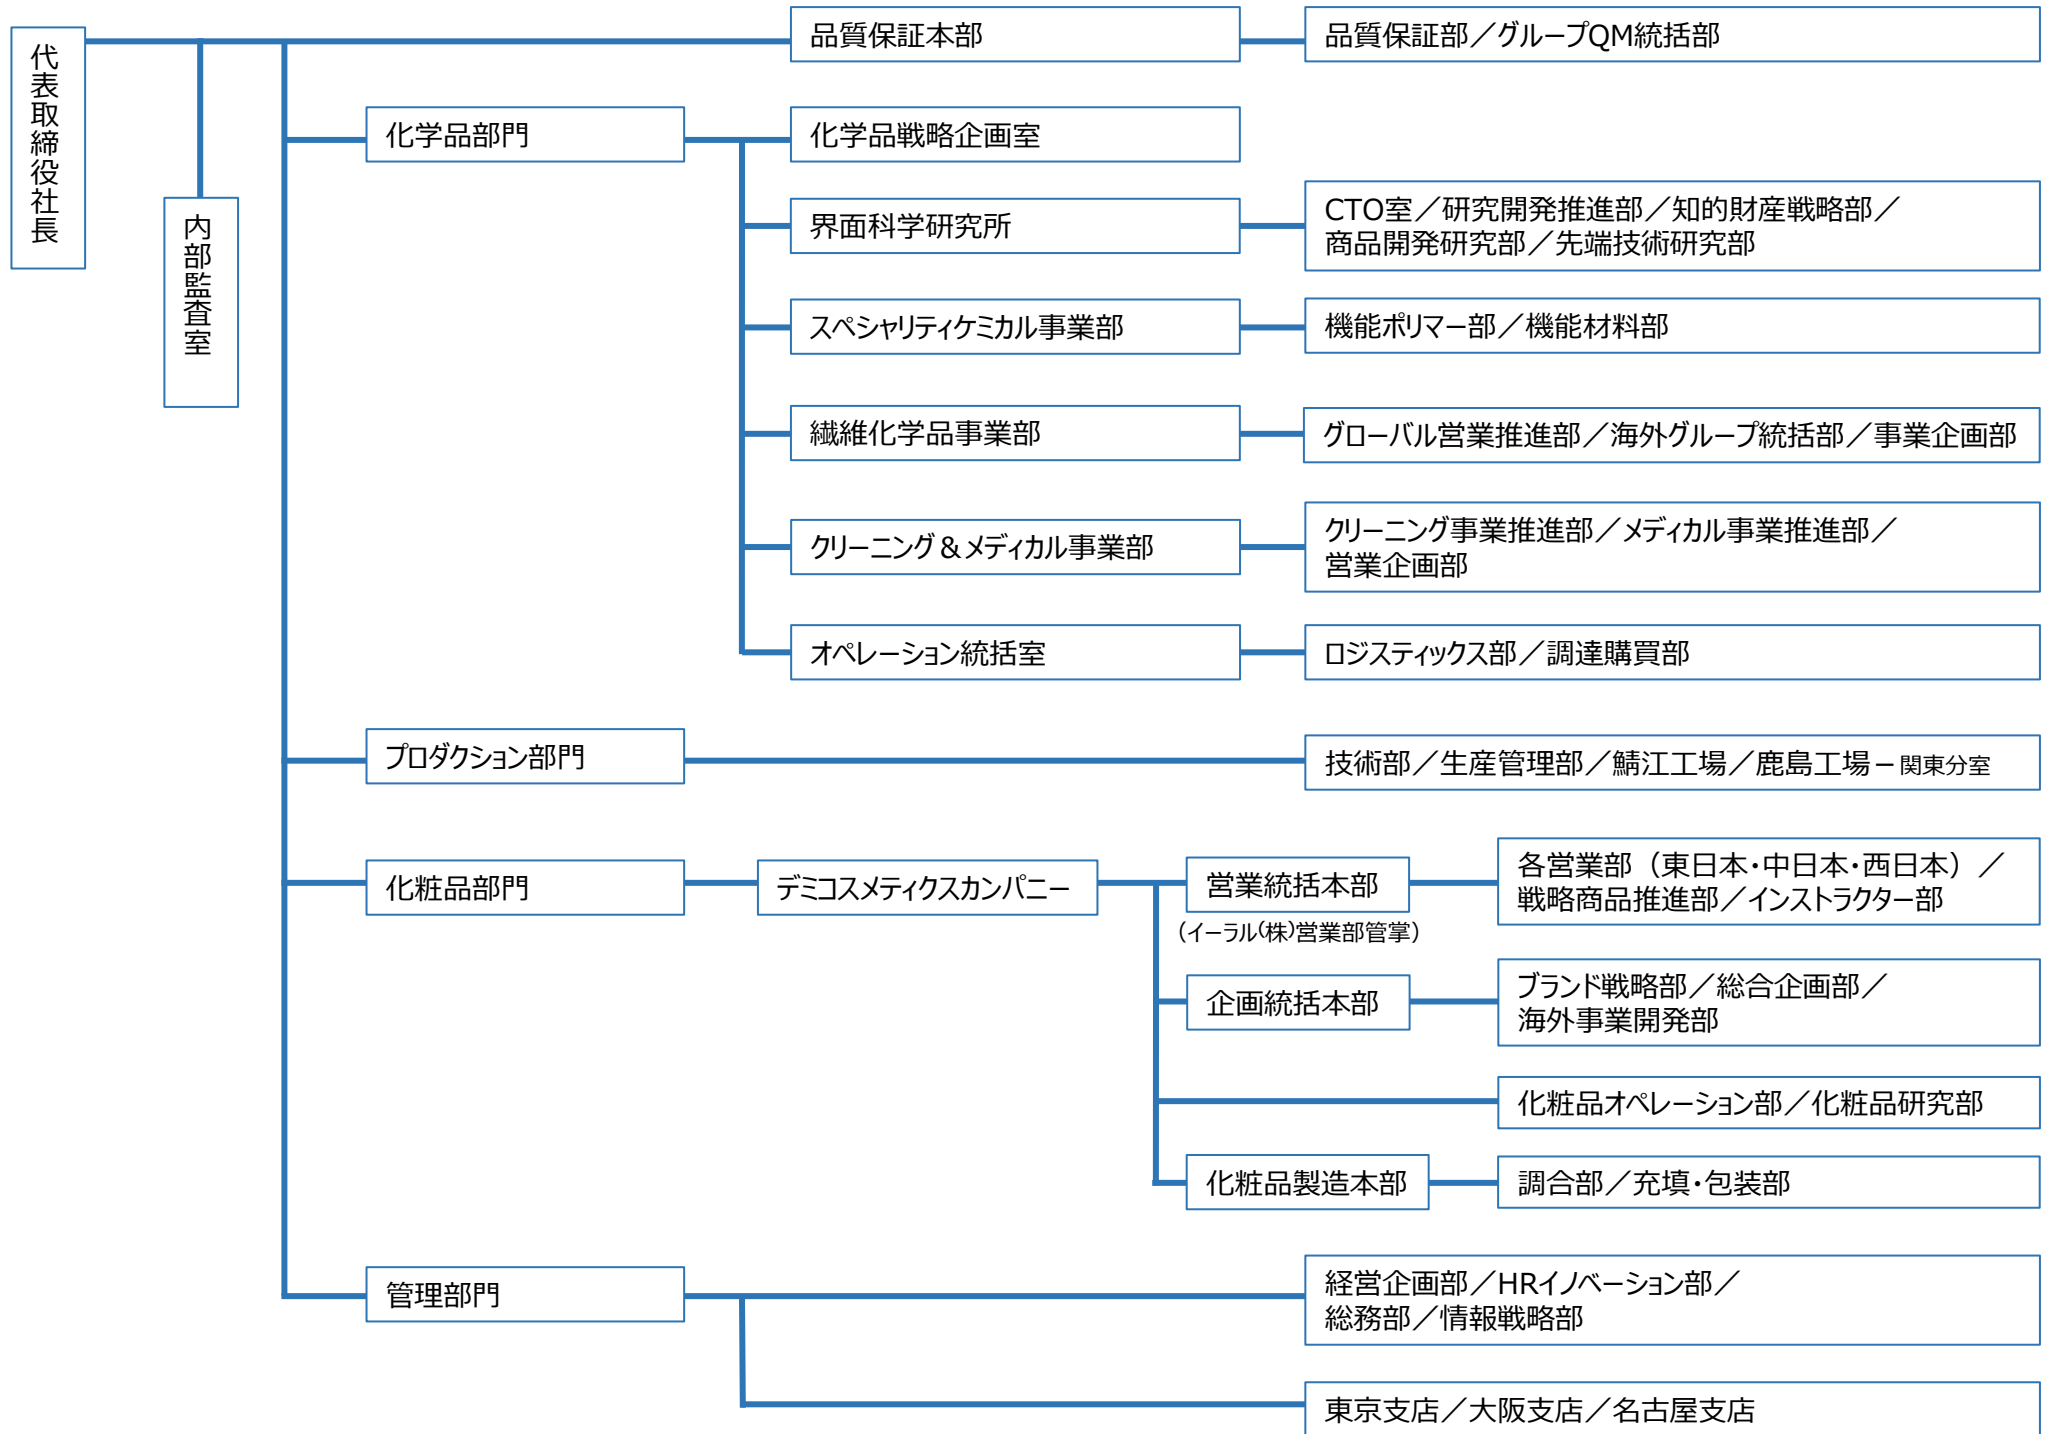 代表取締役社長
内部監査室
品質保証本部
品質保証部／グループQM統括部
化学品部門
化学品戦略企画室
界面科学研究所
CTO室／研究開発推進部／知的財産戦略部／
商品開発研究部／先端技術研究部
スペシャリティケミカル事業部
機能ポリマー部／機能材料部
繊維化学品事業部
グローバル営業推進部／海外グループ統括部／事業企画部
クリーニング＆メディカル事業部
クリーニング事業推進部／メディカル事業推進部／
営業企画部
オペレーション統括室
ロジスティックス部／調達購買部
プロダクション部門
技術部／生産管理部／鯖江工場／鹿島工場－関東分室
化粧品部門
デミコスメティクスカンパニー
営業統括本部
（イーラル(株)営業部管掌）
各営業部（東日本・中日本・西日本）／
戦略商品推進部／インストラクター部
企画統括本部
ブランド戦略部／総合企画部／
海外事業開発部
化粧品オペレーション部／化粧品研究部
化粧品製造本部
調合部／充填・包装部
管理部門
経営企画部／HRイノベーション部／
総務部／情報戦略部
東京支店／大阪支店／名古屋支店